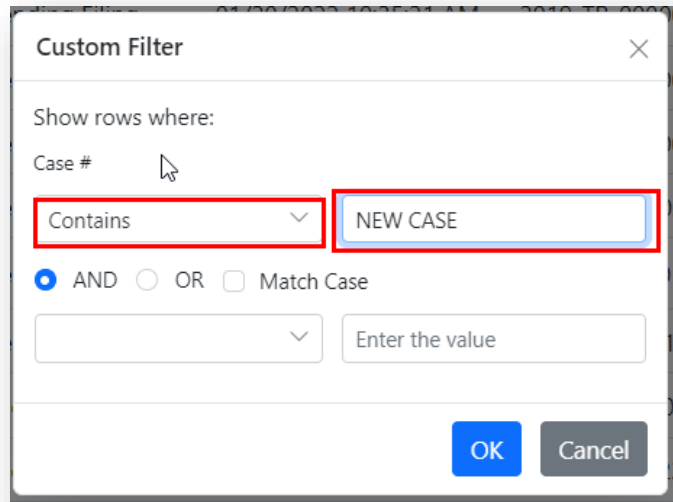 Custom Filter
Show rows where:
Case #
Contains NEW CASE
AND OR Match Case
Enter the value
OK Cancel